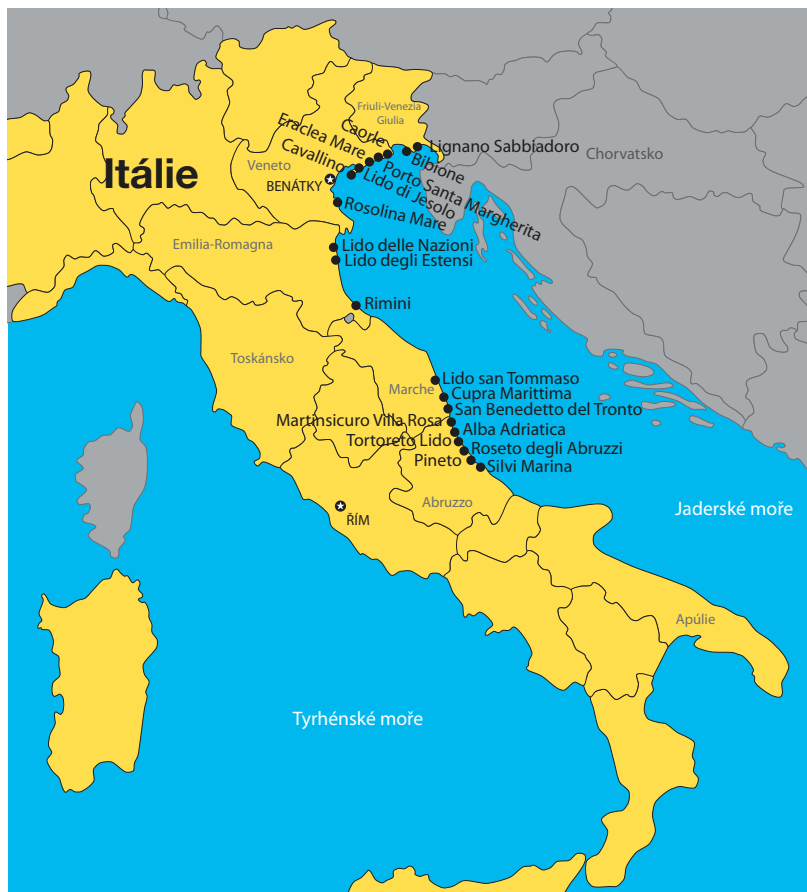 Friuli-Venezia
Giulia
Caorle
Eraclea Mare
Cavallino
Lignano Sabbiadoro
Bibione
Porto Santa Margherita
Lido di Jesolo
Chorvatsko
Itálie
Veneto
BENÁTKY
Rosolina Mare
Emilia-Romagna
Lido delle Nazioni
Lido degli Estensi
Rimini
Toskánsko
Marche
Lido san Tommaso
Cupra Marittima
San Benedetto del Tronto
Martinsicuro Villa Rosa
Alba Adriatica
Tortoreto Lido
Roseto degli Abruzzi
Pineto
Silvi Marina
Abruzzo
ŘÍM
Jaderské moře
Apúlie
Tyrhénské moře